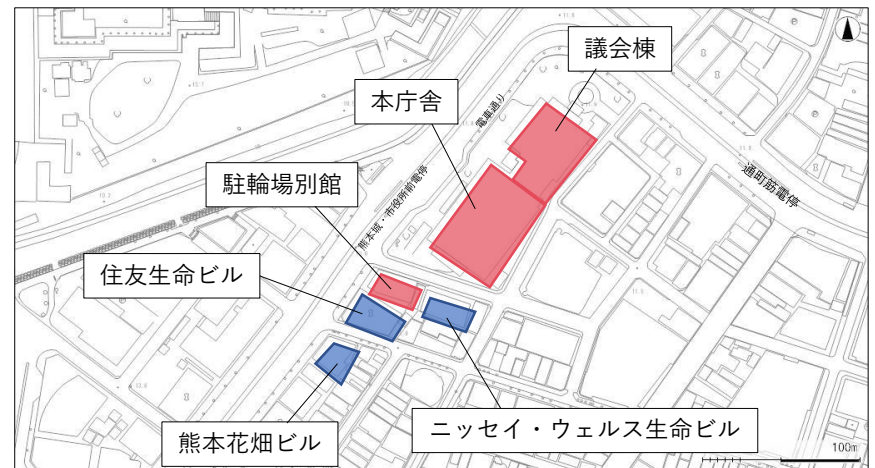 議会棟
本庁舎
電車通り
駐輪場別館
熊本城・市役所前電停
通町筋電停
住友生命ビル
熊本花畑ビル
ニッセイ・ウェルス生命ビル
100m